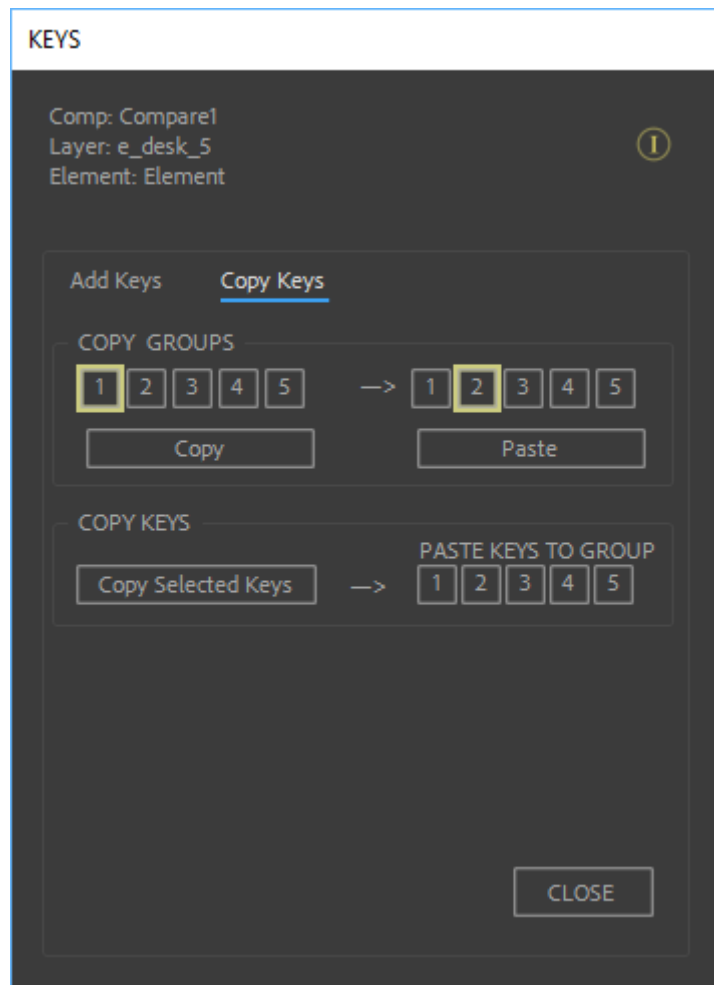 KEYS
Comp: Compare1
Layer: e_desk_5
Element: Element
I
Add Keys Copy Keys
COPY GROUPS
1 2 3 4 5 —> 1 2 3 4 5
Copy Paste
COPY KEYS
PASTE KEYS TO GROUP
Copy Selected Keys —> 1 2 3 4 5
CLOSE